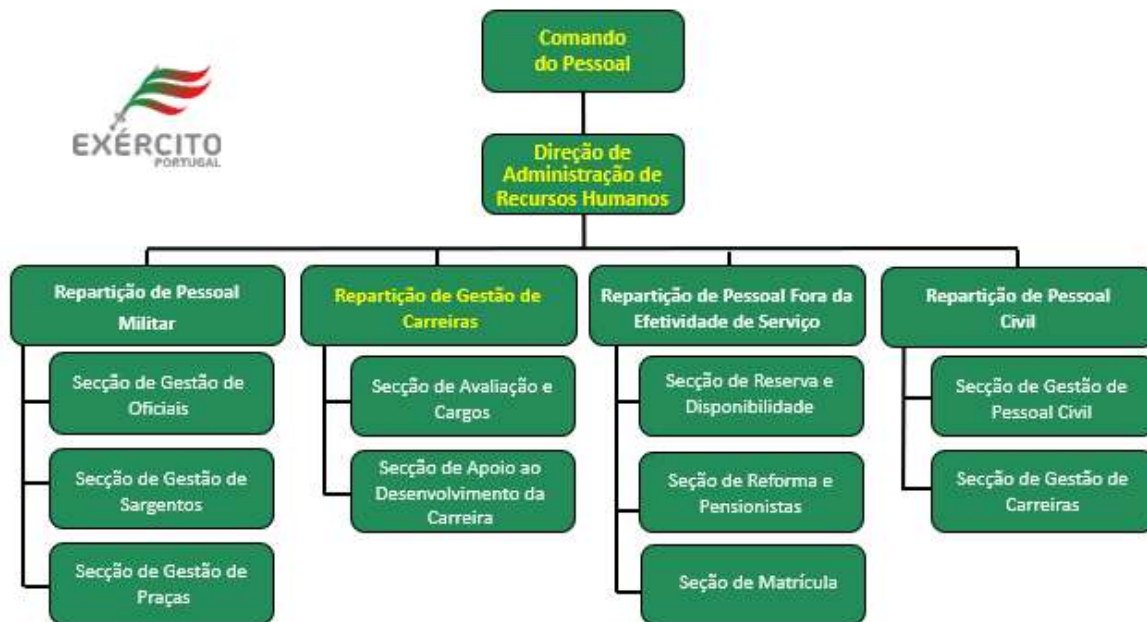 Comando
do Pessoal
EXÉRCITO
PORTUGAL
Direção de
Administração de
Recursos Humanos
Repartição de Pessoal
Militar
Secção de Gestão de
Oficiais
Secção de Gestão de
Sargentos
Secção de Gestão de
Praças
Repartição de Gestão de
Carreiras
Secção de Avaliação e
Cargos
Secção de Apoio ao
Desenvolvimento da
Carreira
Repartição de Pessoal Fora da
Efetividade de Serviço
Secção de Reserva e
Disponibilidade
Seção de Reforma e
Pensionistas
Seção de Matrícula
Repartição de Pessoal
Civil
Secção de Gestão de
Pessoal Civil
Secção de Gestão de
Carreiras